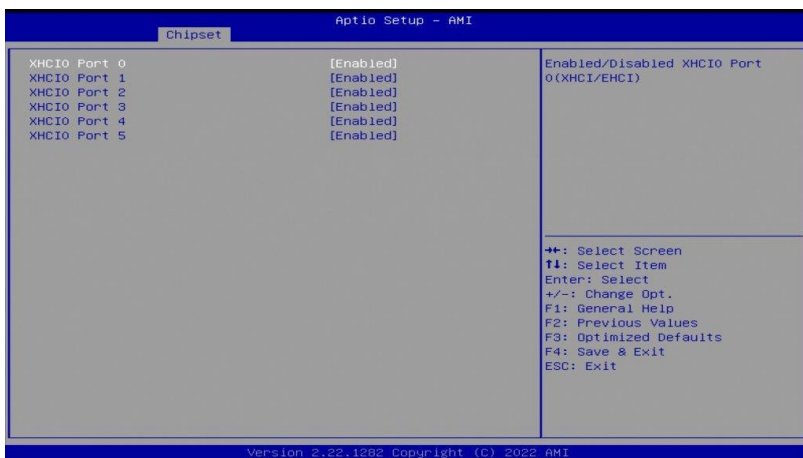 Aptio Setup - AMI
Chipset
XHCI0 Port 0 [Enabled]
XHCI0 Port 1 [Enabled]
XHCI0 Port 2 [Enabled]
XHCI0 Port 3 [Enabled]
XHCI0 Port 4 [Enabled]
XHCI0 Port 5 [Enabled]
Enabled/Disabled XHCI0 Port
0(XHCI/EHCI)
→←: Select Screen
↑↓: Select Item
Enter: Select
+/-: Change Opt.
F1: General Help
F2: Previous Values
F3: Optimized Defaults
F4: Save & Exit
ESC: Exit
Version 2.22.1282 Copyright (C) 2022 AMI